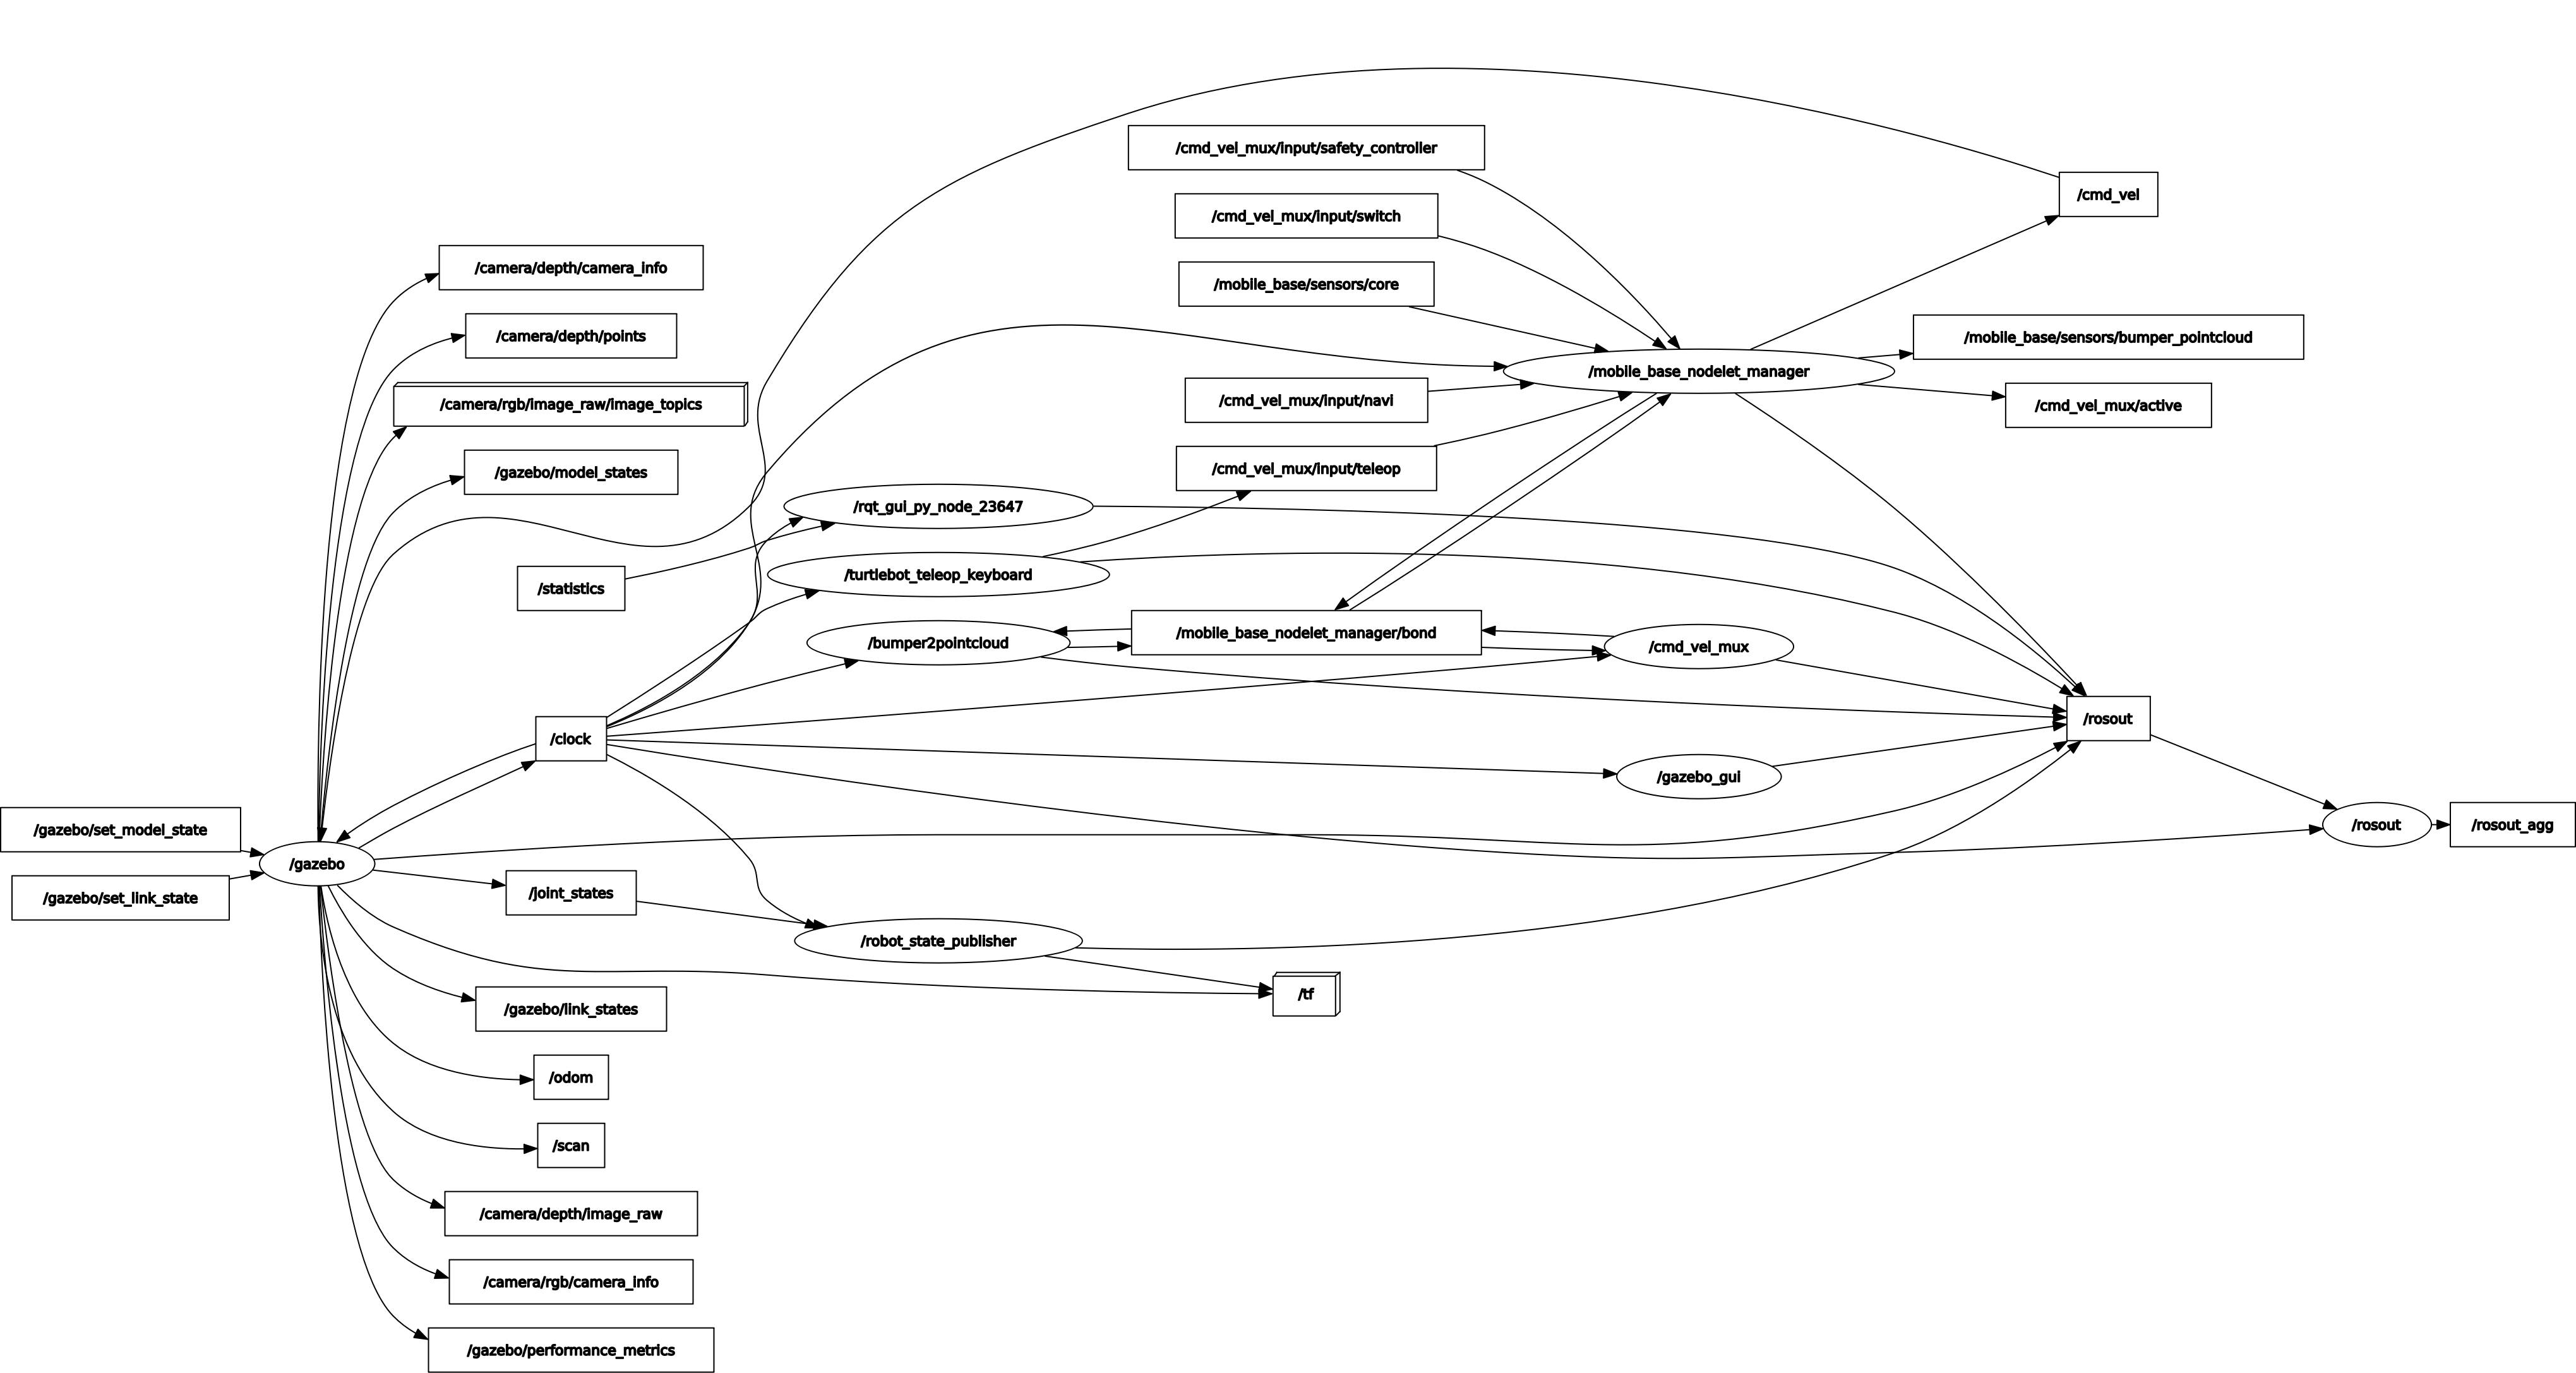 /cmd_vel_mux/input/safety_controller
/cmd_vel
/cmd_vel_mux/input/switch
/camera/depth/camera_info
/mobile_base/sensors/core
/camera/depth/points
/mobile_base/sensors/bumper_pointcloud
/mobile_base_nodelet_manager
/camera/rgb/image_raw/image_topics
/cmd_vel_mux/input/navi
/cmd_vel_mux/active
/gazebo/model_states
/cmd_vel_mux/input/teleop
/rqt_gui_py_node_23647
/statistics
/turtlebot_teleop_keyboard
/bumper2pointcloud
/mobile_base_nodelet_manager/bond
/cmd_vel_mux
/clock
/rosout
/gazebo_gui
/gazebo/set_model_state
/rosout
/rosout_agg
/gazebo
/gazebo/set_link_state
/joint_states
/robot_state_publisher
/tf
/gazebo/link_states
/odom
/scan
/camera/depth/image_raw
/camera/rgb/camera_info
/gazebo/performance_metrics